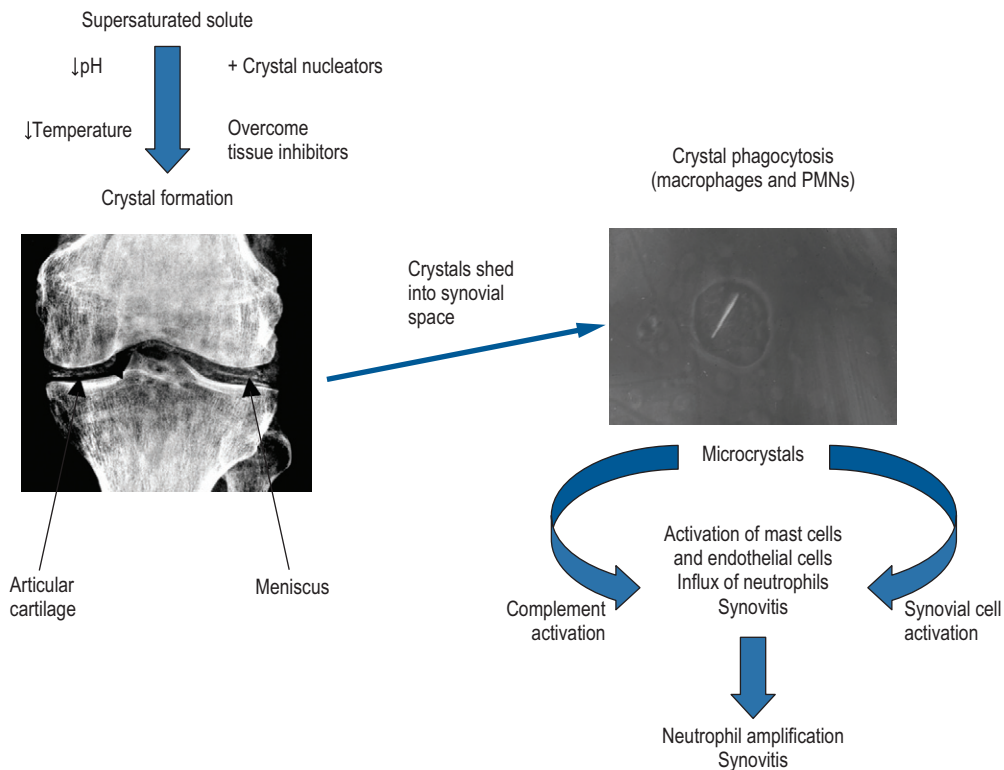 Supersaturated solute
↓pH
+ Crystal nucleators
↓Temperature
Overcome
tissue inhibitors
Crystal formation
Crystals shed
into synovial
space
Articular
cartilage
Meniscus
Crystal phagocytosis
(macrophages and PMNs)
Microcrystals
Activation of mast cells
and endothelial cells
Influx of neutrophils
Synovitis
Complement
activation
Synovial cell
activation
Neutrophil amplification
Synovitis